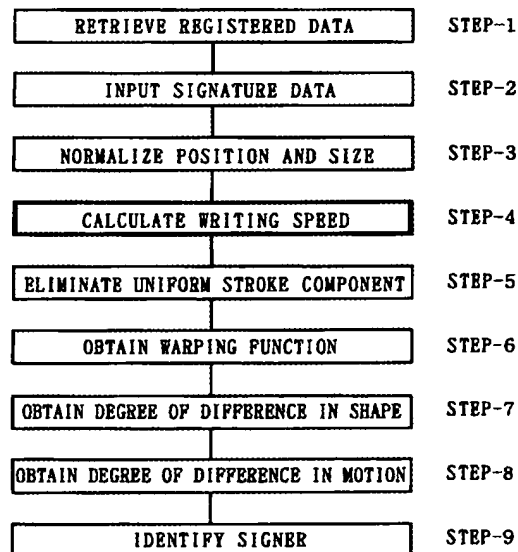 RETRIEVE REGISTERED DATA STEP-1
INPUT SIGNATURE DATA STEP-2
NORMALIZE POSITION AND SIZE STEP-3
CALCULATE WRITING SPEED STEP-4
ELIMINATE UNIFORM STROKE COMPONENT STEP-5
OBTAIN WARPING FUNCTION STEP-6
OBTAIN DEGREE OF DIFFERENCE IN SHAPE STEP-7
OBTAIN DEGREE OF DIFFERENCE IN MOTION STEP-8
IDENTIFY SIGNER STEP-9